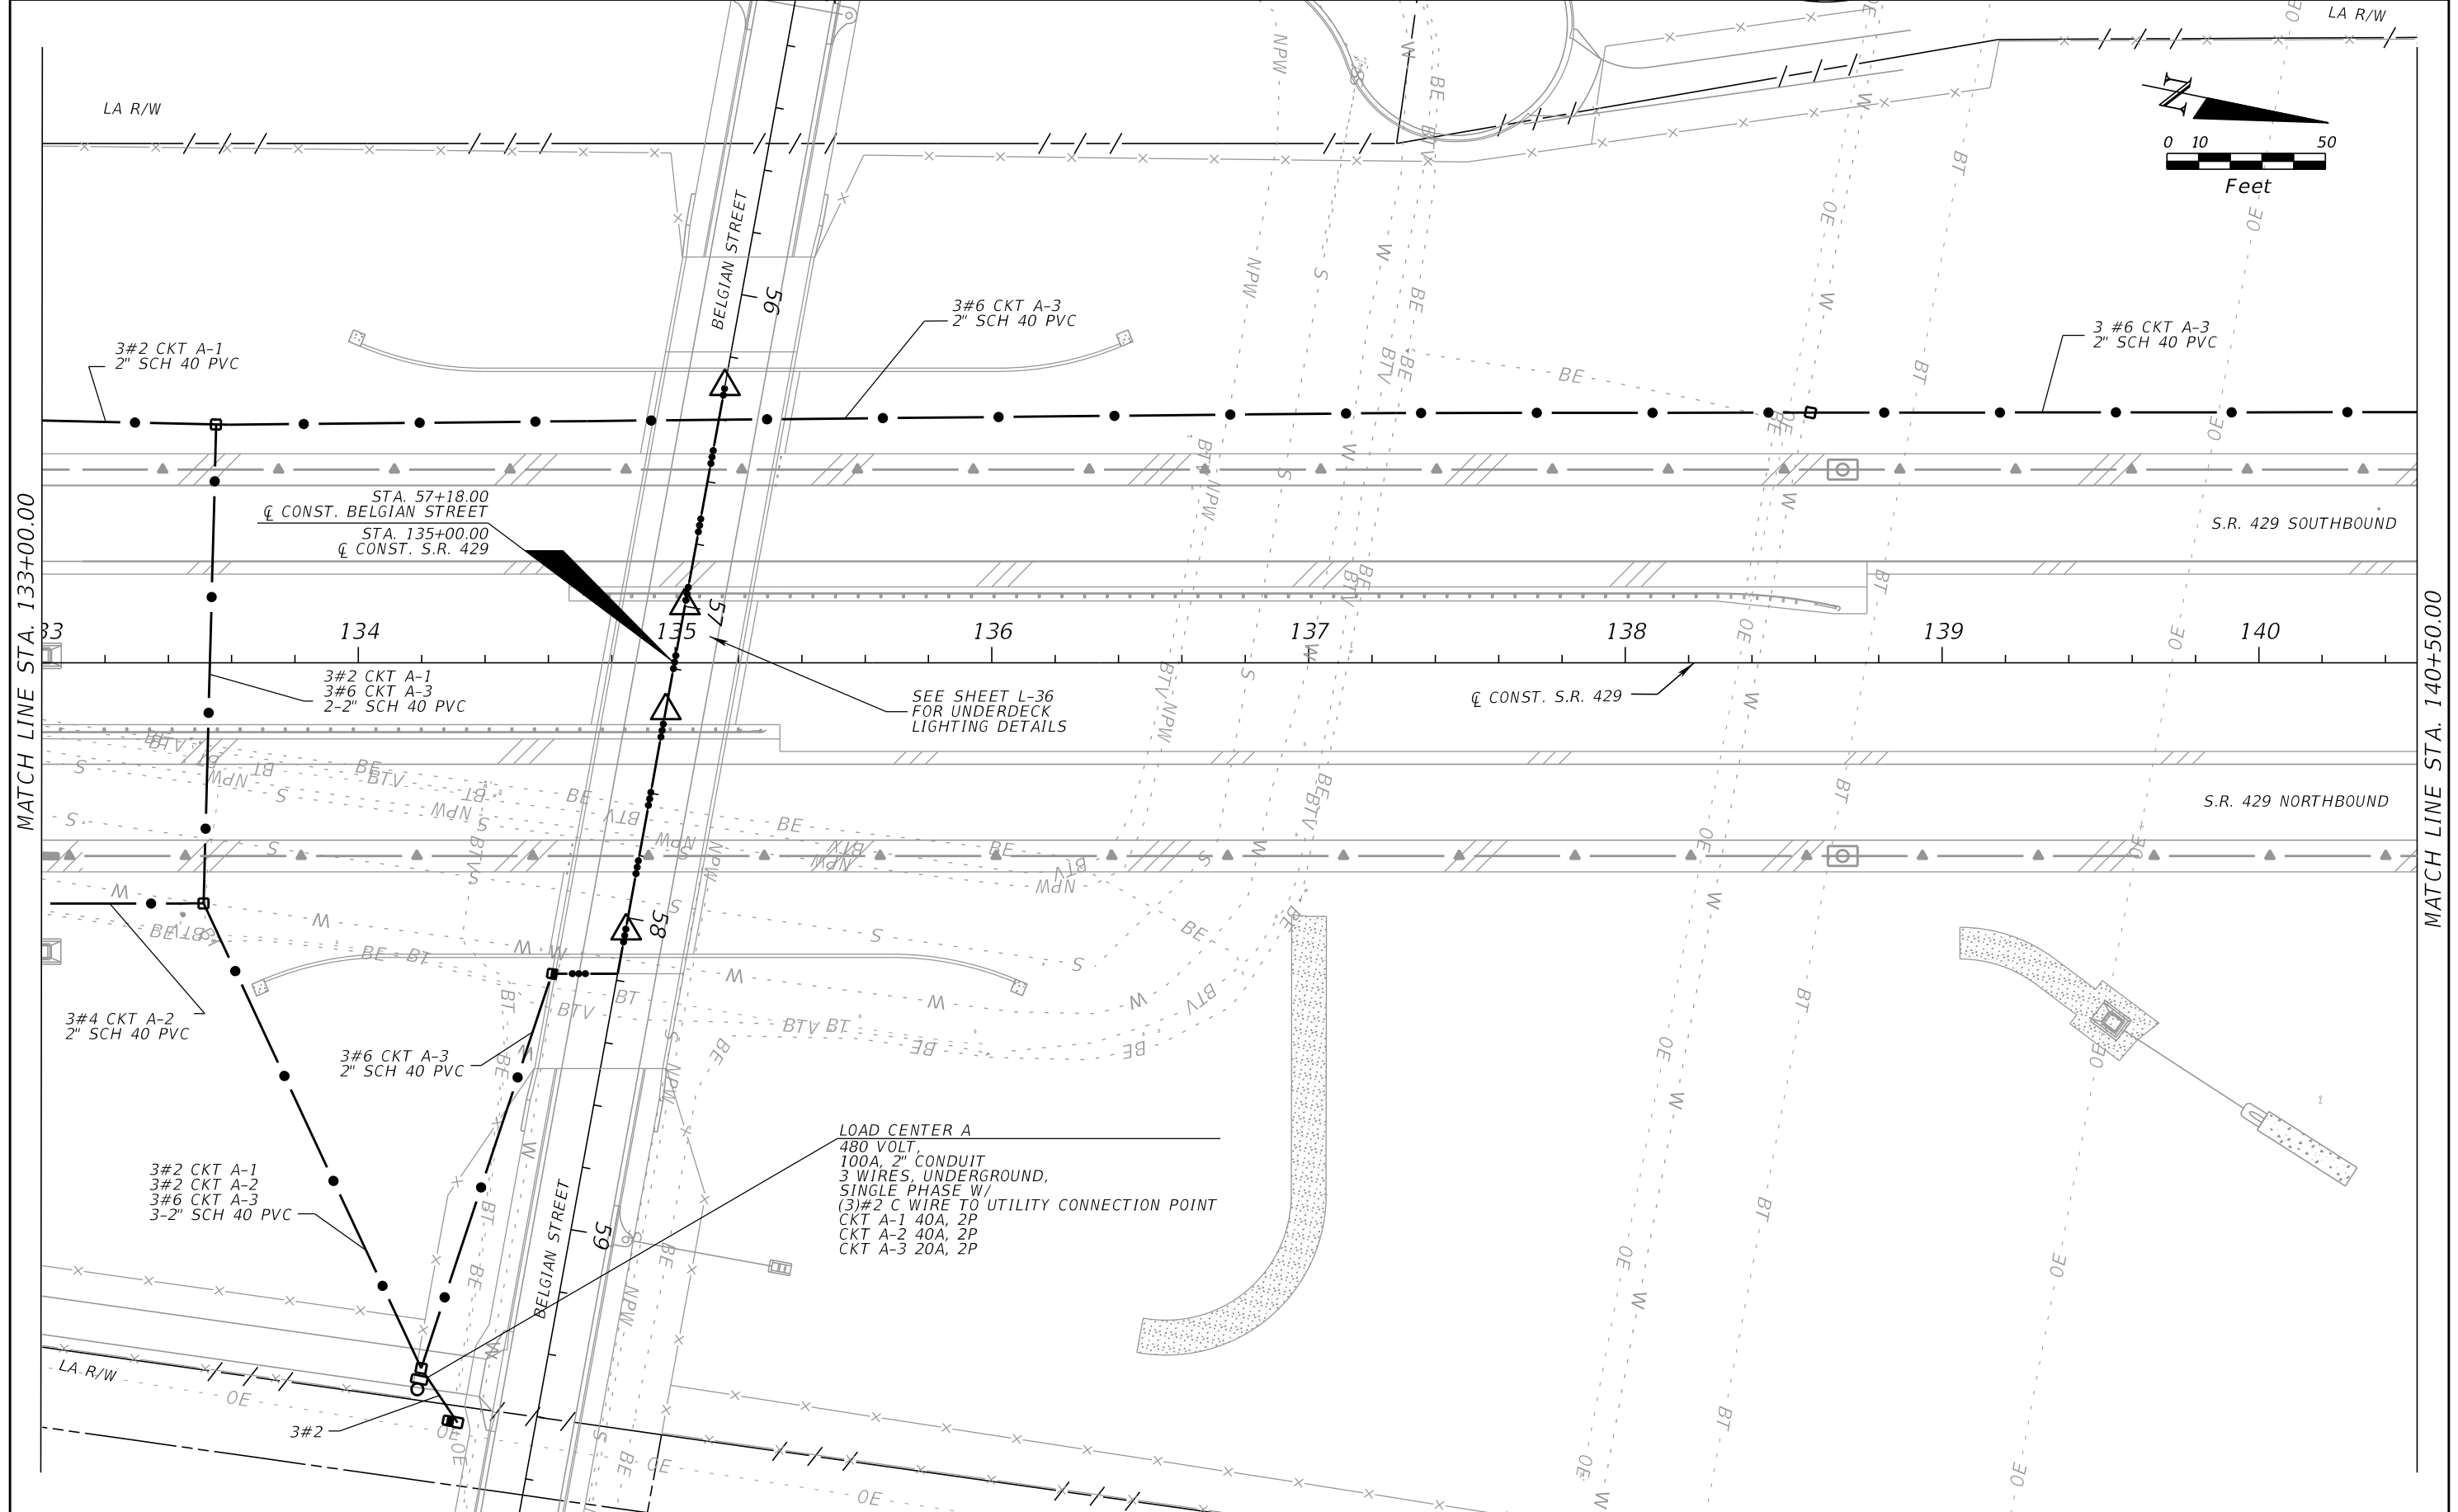 LA R/W
LA R/W
N
0 10 50
Feet
BELGIAN STREET
56
3#2 CKT A-1
2" SCH 40 PVC
3#6 CKT A-3
2" SCH 40 PVC
3 #6 CKT A-3
2" SCH 40 PVC
STA. 57+18.00
℄ CONST. BELGIAN STREET
STA. 135+00.00
℄ CONST. S.R. 429
S.R. 429 SOUTHBOUND
MATCH LINE STA. 133+00.00
MATCH LINE STA. 140+50.00
57
33 134 135 136 137 138 139 140
3#2 CKT A-1
3#6 CKT A-3
2-2" SCH 40 PVC
SEE SHEET L-36
FOR UNDERDECK
LIGHTING DETAILS
℄ CONST. S.R. 429
S.R. 429 NORTHBOUND
58
3#4 CKT A-2
2" SCH 40 PVC
3#6 CKT A-3
2" SCH 40 PVC
LOAD CENTER A
480 VOLT,
100A, 2" CONDUIT
3 WIRES, UNDERGROUND,
SINGLE PHASE W/
(3)#2 C WIRE TO UTILITY CONNECTION POINT
CKT A-1 40A, 2P
CKT A-2 40A, 2P
CKT A-3 20A, 2P
3#2 CKT A-1
3#2 CKT A-2
3#6 CKT A-3
3-2" SCH 40 PVC
BELGIAN STREET
59
LA R/W
3#2
NPW
S
W
BE
BTV
OE
BT